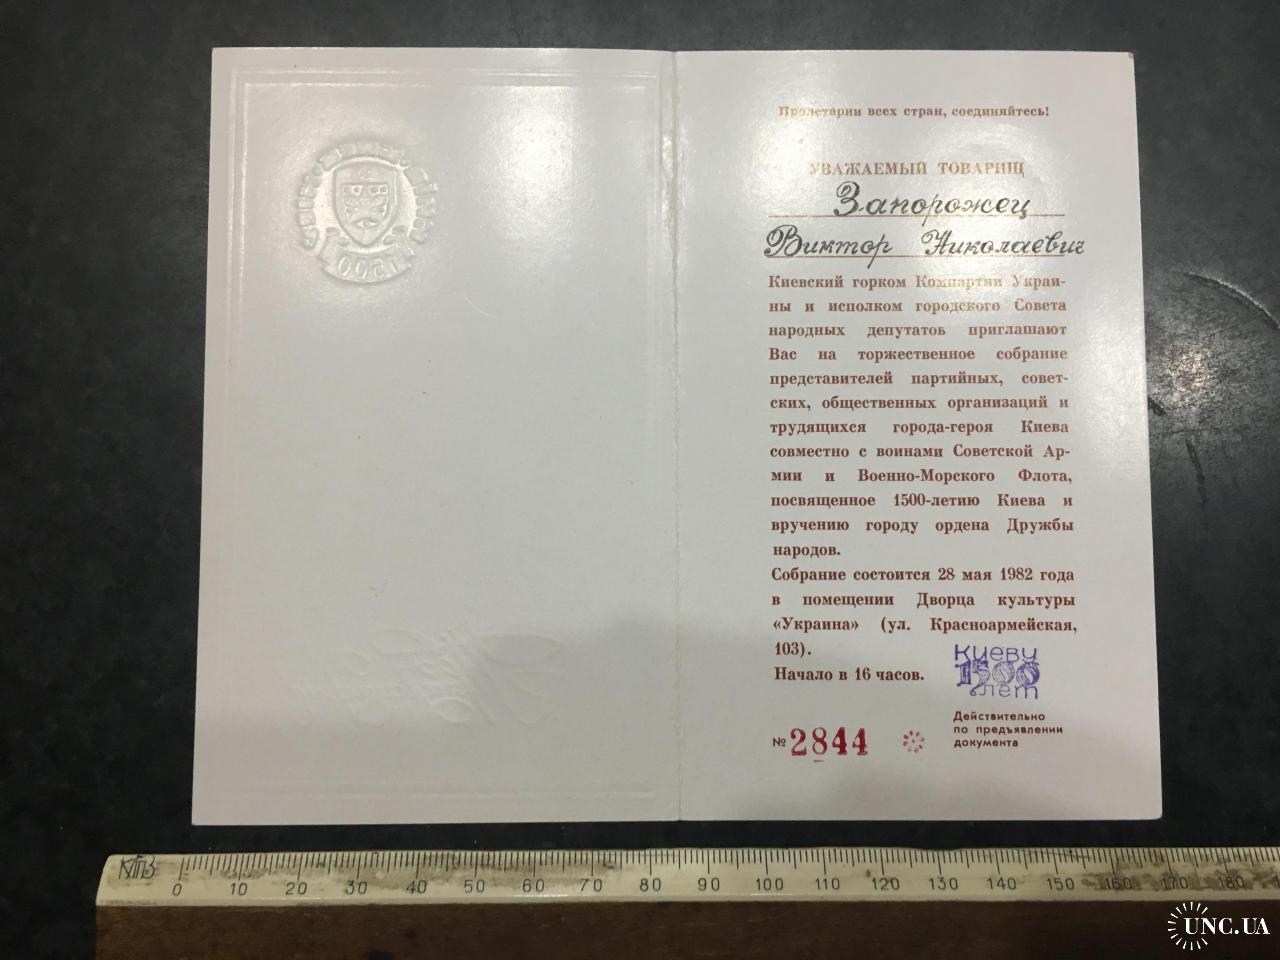 Пролетарии всех стран, соединяйтесь!
УВАЖАЕМЫЙ ТОВАРИЩ
Запорожец
Виктор Николаевич
Киевский горком Компартии Украи-
ны и исполком городского Совета
народных депутатов приглашают
Вас на торжественное собрание
представителей партийных, совет-
ских, общественных организаций и
трудящихся города-героя Киева
совместно с воинами Советской Ар-
мии и Военно-Морского Флота,
посвященное 1500-летию Киева и
вручению городу ордена Дружбы
народов.
Собрание состоится 28 мая 1982 года
в помещении Дворца культуры
«Украина» (ул. Красноармейская,
103).
Начало в 16 часов.
Киеву
1500
лет
Действительно
по предъявлении
документа
№ 2844
1500
0 10 20 30 40 50 60 70 80 90 100 110 120 130 140 150 160 170 180
UNC.UA